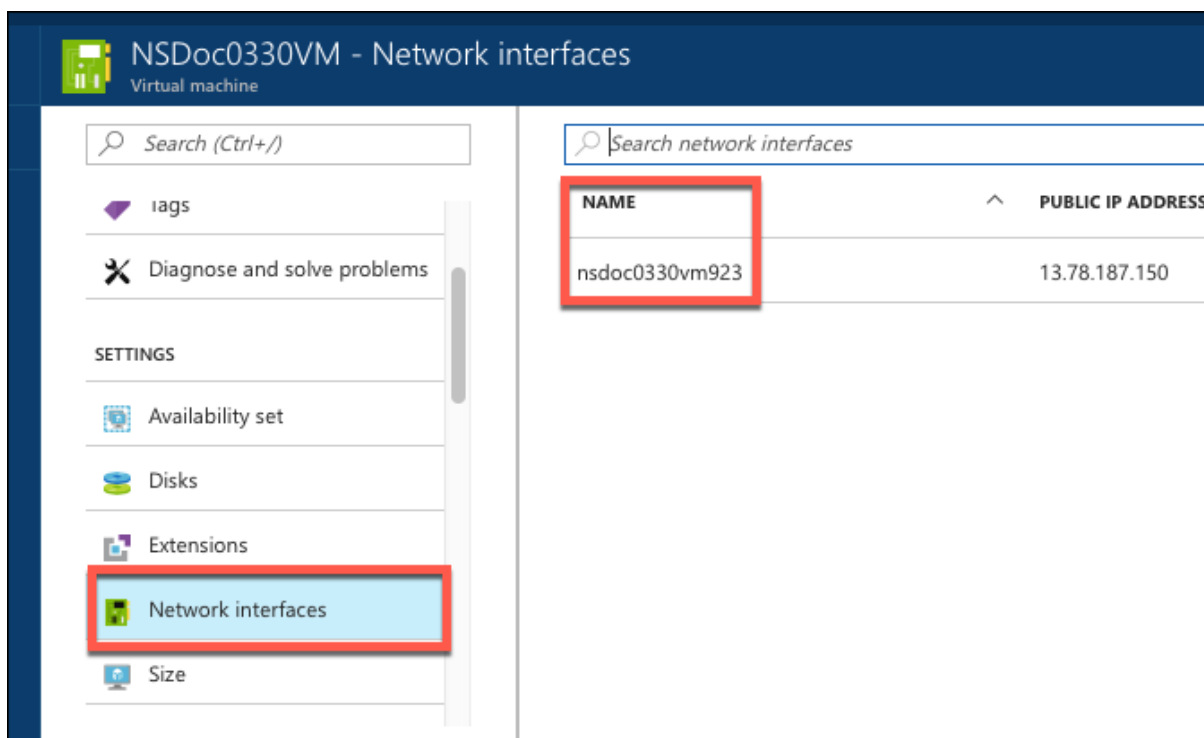 NSDoc0330VM - Network interfaces
Virtual machine
Search (Ctrl+/)
Tags
Diagnose and solve problems
SETTINGS
Availability set
Disks
Extensions
Network interfaces
Size
Search network interfaces
NAME
PUBLIC IP ADDRESS
nsdoc0330vm923
13.78.187.150